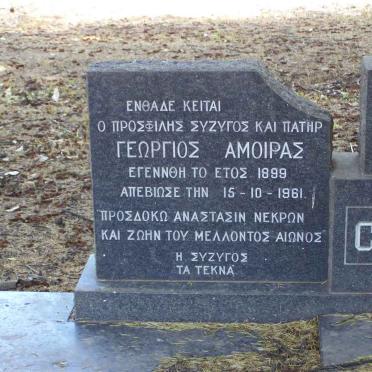 ΕΝΘΑΔΕ ΚΕΙΤΑΙ
Ο ΠΡΟΣΦΙΛΗΣ ΣΥΖΥΓΟΣ ΚΑΙ ΠΑΤΗΡ
ΓΕΩΡΓΙΟΣ ΑΜΟΙΡΑΣ
ΕΓΕΝΝΘΗ ΤΟ ΕΤΟΣ 1899
ΑΠΕΒΙΩΣΕ ΤΗΝ 15-10-1961.
"ΠΡΟΣΔΟΚΩ ΑΝΑΣΤΑΣΙΝ ΝΕΚΡΩΝ
ΚΑΙ ΖΩΗΝ ΤΟΥ ΜΕΛΛΟΝΤΟΣ ΑΙΩΝΟΣ"
Η ΣΥΖΥΓΟΣ
ΤΑ ΤΕΚΝΑ